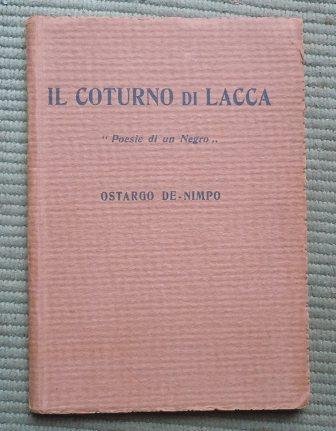 IL COTURNO DI LACCA
" Poesie di un Negro „
OSTARGO DE-NIMPO